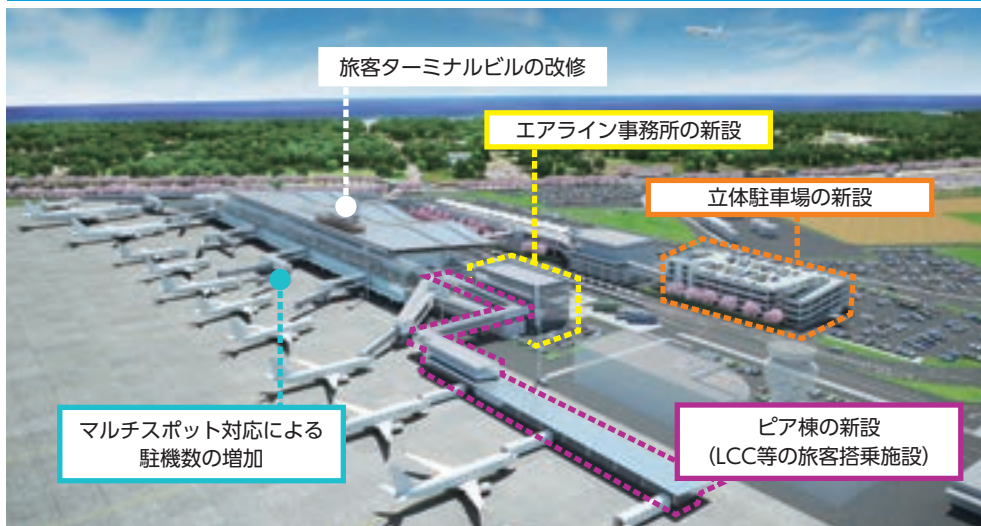 旅客ターミナルビルの改修
エアライン事務所の新設
立体駐車場の新設
マルチスポット対応による
駐機数の増加
ピア棟の新設
(LCC等の旅客搭乗施設)